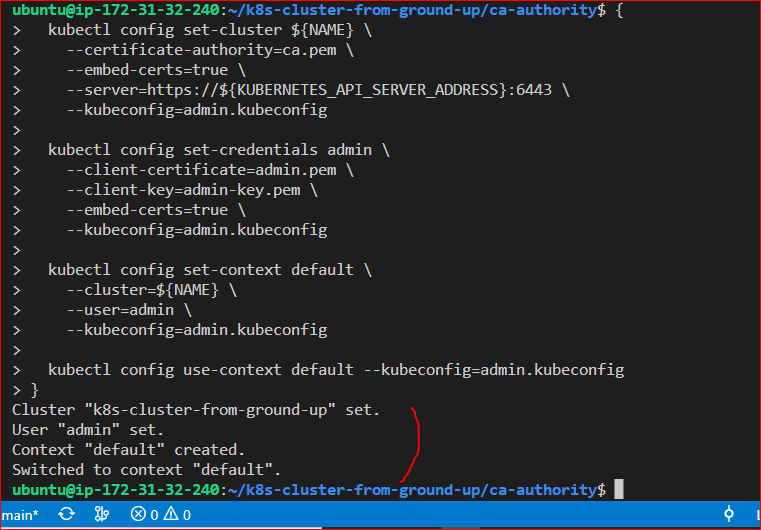 ubuntu@ip-172-31-32-240:~/k8s-cluster-from-ground-up/ca-authority$ {
>   kubectl config set-cluster ${NAME} \
>     --certificate-authority=ca.pem \
>     --embed-certs=true \
>     --server=https://${KUBERNETES_API_SERVER_ADDRESS}:6443 \
>     --kubeconfig=admin.kubeconfig
>
>   kubectl config set-credentials admin \
>     --client-certificate=admin.pem \
>     --client-key=admin-key.pem \
>     --embed-certs=true \
>     --kubeconfig=admin.kubeconfig
>
>   kubectl config set-context default \
>     --cluster=${NAME} \
>     --user=admin \
>     --kubeconfig=admin.kubeconfig
>
>   kubectl config use-context default --kubeconfig=admin.kubeconfig
> }
Cluster "k8s-cluster-from-ground-up" set.
User "admin" set.
Context "default" created.
Switched to context "default".
ubuntu@ip-172-31-32-240:~/k8s-cluster-from-ground-up/ca-authority$
main* 0 0